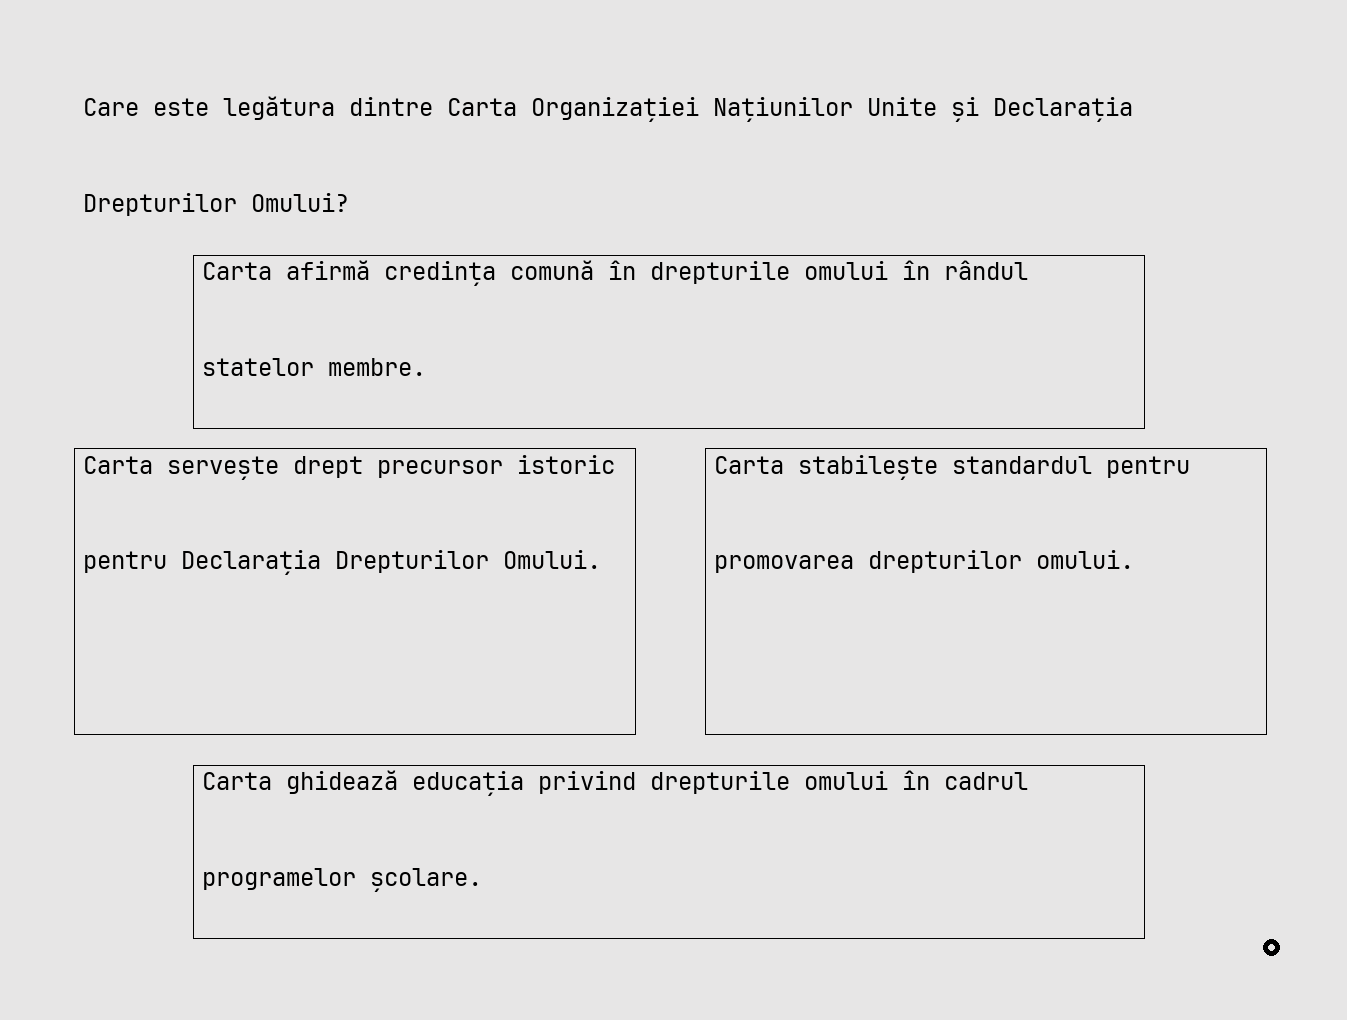 Care este legătura dintre Carta Organizației Națiunilor Unite și Declarația
Drepturilor Omului?
Carta afirmă credința comună în drepturile omului în rândul
statelor membre.
Carta servește drept precursor istoric
pentru Declarația Drepturilor Omului.
Carta stabilește standardul pentru
promovarea drepturilor omului.
Carta ghidează educația privind drepturile omului în cadrul
programelor școlare.